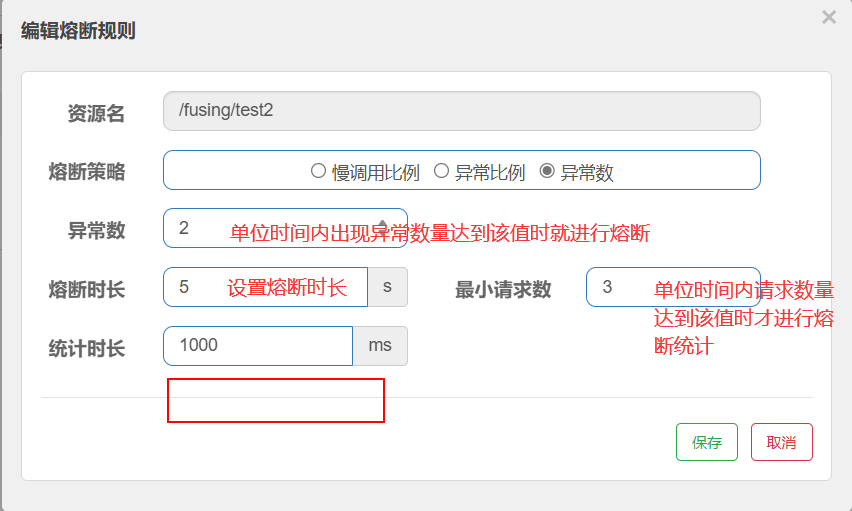 编辑熔断规则 ×
资源名 /fusing/test2
熔断策略 慢调用比例 异常比例 异常数
异常数 2 单位时间内出现异常数量达到该值时就进行熔断
熔断时长 5 设置熔断时长 s 最小请求数 3 单位时间内请求数量
达到该值时才进行熔
断统计
统计时长 1000 ms
保存 取消